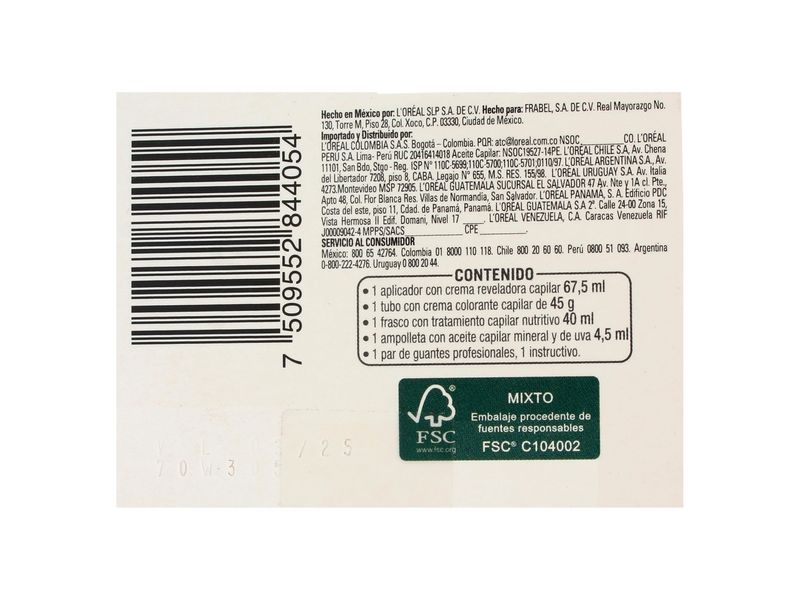 Hecho en México por: L'ORÉAL SLP S.A. DE C.V. Hecho para: FRABEL, S.A. DE C.V. Real Mayorazgo No.
130, Torre M, Piso 28, Col. Xoco, C.P. 03330, Ciudad de México.
Importado y Distribuido por:
L'ORÉAL COLOMBIA S.A.S. Bogotá – Colombia. PQR: atc@loreal.com.co NSOC________CO. L'ORÉAL
PERU S.A. Lima- Perú RUC 20416414018 Aceite Capilar: NSOC19527-14PE. L'ORÉAL CHILE S.A., Av. Chena
11101, San Bdo, Stgo - Reg. ISP N° 110C-5699;110C-5700;110C-5701;0110/97. L'ORÉAL ARGENTINA S.A., Av.
del Libertador 7208, piso 8, CABA. Legajo N° 655, M.S. RES. 155/98. L'ORÉAL URUGUAY S.A. Av. Italia
4273.Montevideo MSP 72905. L'ORÉAL GUATEMALA SUCURSAL EL SALVADOR 47 Av. Nte y 1A cl. Pte.,
Apto 48, Col. Flor Blanca Res. Villas de Normandia, San Salvador. L'ORÉAL PANAMÁ, S.A. Edificio PDC
Costa del este, piso 11, Cdad. de Panamá, Panamá. L'ORÉAL GUATEMALA S.A 2ª. Calle 24-00 Zona 15,
Vista Hermosa II Edif. Domani, Nivel 17 ________. L'ORÉAL VENEZUELA, C.A. Caracas Venezuela RIF
J00009042-4 MPPS/SACS________ CPE________.
SERVICIO AL CONSUMIDOR
México: 800 65 42764. Colombia 01 8000 110 118. Chile 800 20 60 60. Perú 0800 51 093. Argentina
0-800-222-4276. Uruguay 0 800 20 44.
CONTENIDO
• 1 aplicador con crema reveladora capilar 67,5 ml
• 1 tubo con crema colorante capilar de 45 g
• 1 frasco con tratamiento capilar nutritivo 40 ml
• 1 ampolleta con aceite capilar mineral y de uva 4,5 ml
• 1 par de guantes profesionales, 1 instructivo.
7 509552 844054
FSC
®
www.fsc.org
MIXTO
Embalaje procedente de
fuentes responsables
FSC® C104002
/25
70W-30